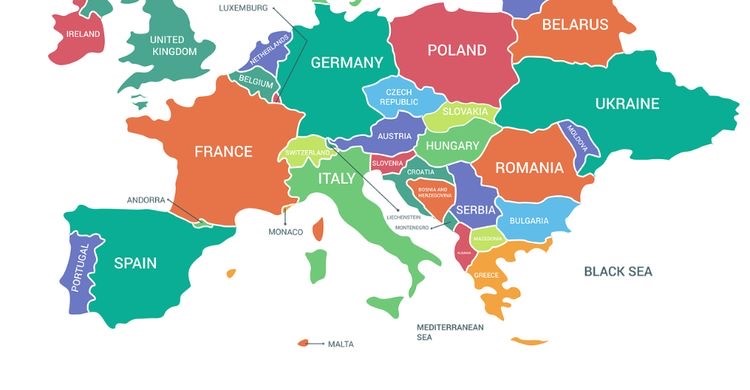 LUXEMBURG
IRELAND
UNITED
KINGDOM
NETHERLANDS
BELGIUM
GERMANY
POLAND
BELARUS
CZECH
REPUBLIC
SLOVAKIA
UKRAINE
AUSTRIA
HUNGARY
MOLDOVA
FRANCE
SWITZERLAND
SLOVENIA
ROMANIA
ITALY
CROATIA
BOSNIA AND
HERZEGOVINA
ANDORRA
SERBIA
LIECHENSTEIN
MONTENEGRO
BULGARIA
MONACO
PORTUGAL
SPAIN
MACEDONIA
ALBANIA
GREECE
BLACK SEA
MEDITERRANEAN
SEA
MALTA